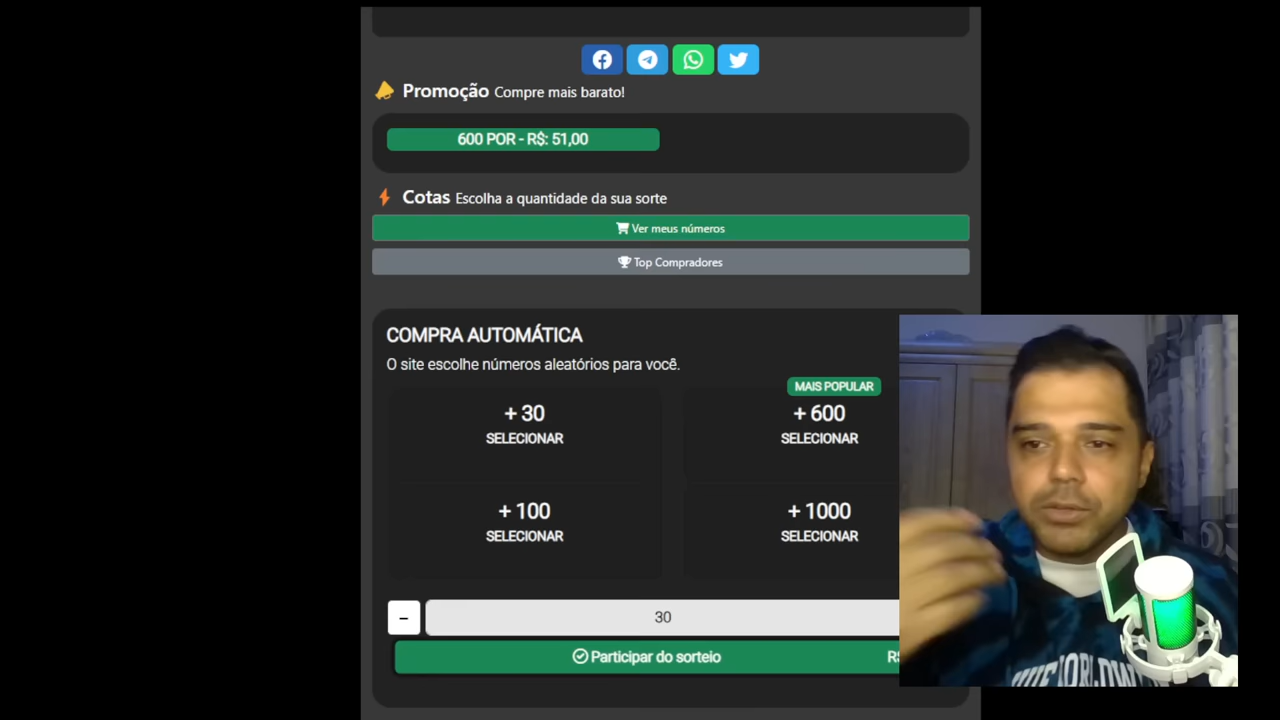 Promoção Compre mais barato!
600 POR - R$: 51,00
Cotas Escolha a quantidade da sua sorte
Ver meus números
Top Compradores
COMPRA AUTOMÁTICA
O site escolhe números aleatórios para você.
MAIS POPULAR
+ 30
SELECIONAR
+ 600
SELECIONAR
+ 100
SELECIONAR
+ 1000
SELECIONAR
− 30
Participar do sorteio